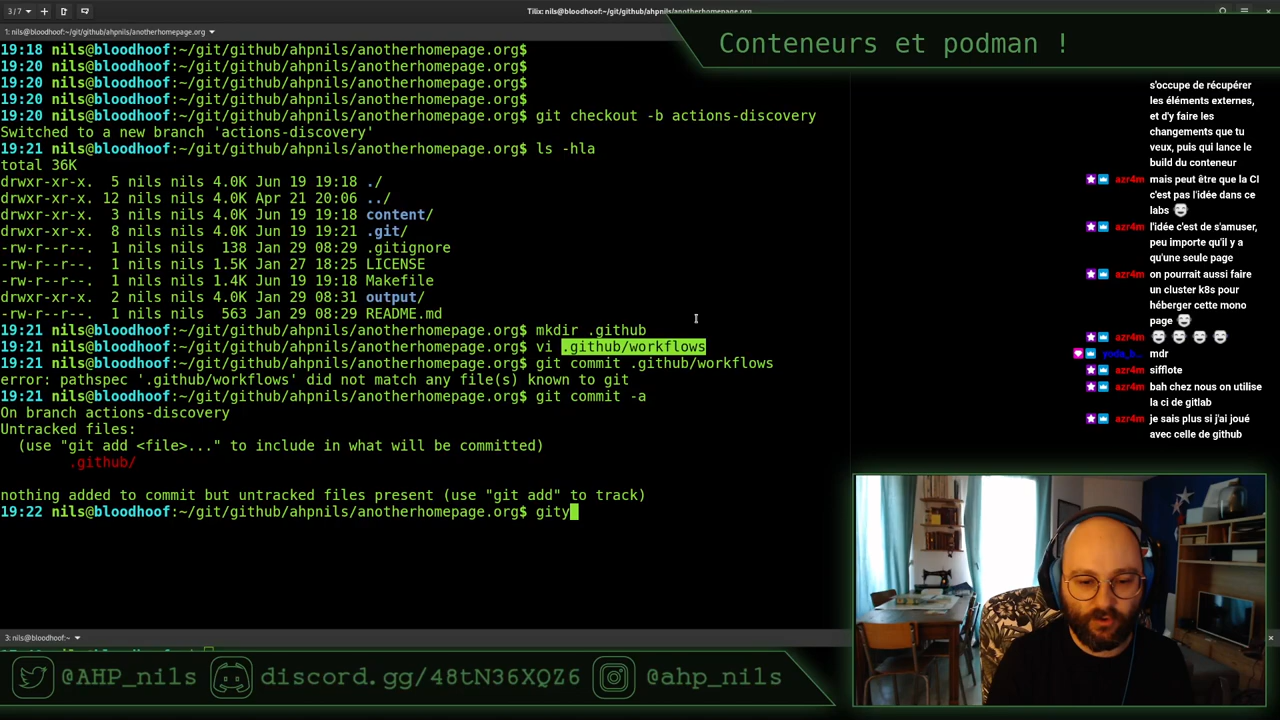 3/7
Tilix: nils@bloodhoof:~/git/github/ahpnils/anotherhomepage.org
1: nils@bloodhoof:~/git/github/ahpnils/anotherhomepage.org
Conteneurs et podman !
19:18 nils@bloodhoof:~/git/github/ahpnils/anotherhomepage.org$
19:20 nils@bloodhoof:~/git/github/ahpnils/anotherhomepage.org$
19:20 nils@bloodhoof:~/git/github/ahpnils/anotherhomepage.org$
19:20 nils@bloodhoof:~/git/github/ahpnils/anotherhomepage.org$
19:20 nils@bloodhoof:~/git/github/ahpnils/anotherhomepage.org$ git checkout -b actions-discovery
Switched to a new branch 'actions-discovery'
19:21 nils@bloodhoof:~/git/github/ahpnils/anotherhomepage.org$ ls -hla
total 36K
drwxr-xr-x.  5 nils nils 4.0K Jun 19 19:18 ./
drwxr-xr-x. 12 nils nils 4.0K Apr 21 20:06 ../
drwxr-xr-x.  3 nils nils 4.0K Jun 19 19:18 content/
drwxr-xr-x.  8 nils nils 4.0K Jun 19 19:21 .git/
-rw-r--r--.  1 nils nils  138 Jan 29 08:29 .gitignore
-rw-r--r--.  1 nils nils 1.5K Jan 27 18:25 LICENSE
-rw-r--r--.  1 nils nils 1.4K Jun 19 19:18 Makefile
drwxr-xr-x.  2 nils nils 4.0K Jan 29 08:31 output/
-rw-r--r--.  1 nils nils  563 Jan 29 08:29 README.md
19:21 nils@bloodhoof:~/git/github/ahpnils/anotherhomepage.org$ mkdir .github
19:21 nils@bloodhoof:~/git/github/ahpnils/anotherhomepage.org$ vi .github/workflows
19:21 nils@bloodhoof:~/git/github/ahpnils/anotherhomepage.org$ git commit .github/workflows
error: pathspec '.github/workflows' did not match any file(s) known to git
19:21 nils@bloodhoof:~/git/github/ahpnils/anotherhomepage.org$ git commit -a
On branch actions-discovery
Untracked files:
(use "git add <file>..." to include in what will be committed)
.github/
nothing added to commit but untracked files present (use "git add" to track)
19:22 nils@bloodhoof:~/git/github/ahpnils/anotherhomepage.org$ gity
3: nils@bloodhoof:~
s'occupe de récupérer
les éléments externes,
et d'y faire les
changements que tu
veux, puis qui lance le
build du conteneur
azr4m mais peut être que la CI
c'est pas l'idée dans ce
labs
azr4m l'idée c'est de s'amuser,
peu importe qu'il y a
qu'une seule page
azr4m on pourrait aussi faire
un cluster k8s pour
héberger cette mono
page
azr4m
yoda_b... mdr
azr4m sifflote
azr4m bah chez nous on utilise
la ci de gitlab
azr4m je sais plus si j'ai joué
avec celle de github
@AHP_nils
discord.gg/48tN36XQZ6
@ahp_nils